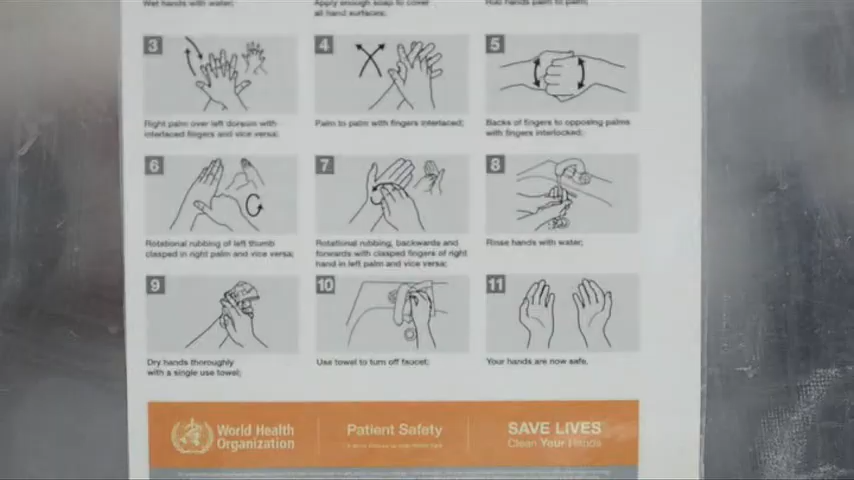 Wet hands with water;
Apply enough soap to cover
all hand surfaces;
Rub hands palm to palm;
3
4
5
Right palm over left dorsum with
interlaced fingers and vice versa;
Palm to palm with fingers interlaced;
Backs of fingers to opposing palms
with fingers interlocked;
6
7
8
Rotational rubbing of left thumb
clasped in right palm and vice versa;
Rotational rubbing, backwards and
forwards with clasped fingers of right
hand in left palm and vice versa;
Rinse hands with water;
9
10
11
Dry hands thoroughly
with a single use towel;
Use towel to turn off faucet;
Your hands are now safe.
World Health
Organization
Patient Safety
SAVE LIVES
Clean Your Hands